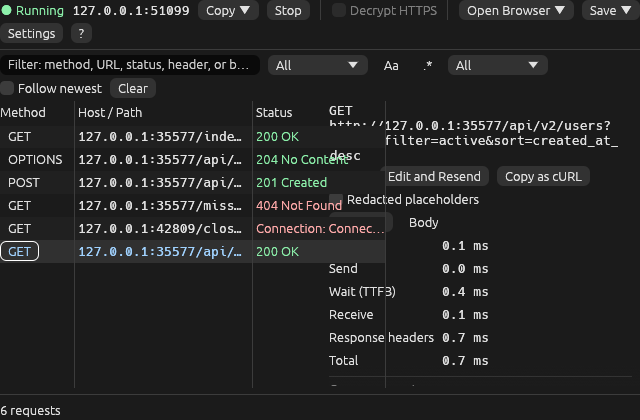 Running 127.0.0.1:51099 Copy Stop Decrypt HTTPS Open Browser Save
Settings ?
Filter: method, URL, status, header, or b… All Aa .* All
Follow newest Clear
Method Host / Path Status
GET 127.0.0.1:35577/inde… 200 OK
OPTIONS 127.0.0.1:35577/api/… 204 No Content
POST 127.0.0.1:35577/api/… 201 Created
GET 127.0.0.1:35577/miss… 404 Not Found
GET 127.0.0.1:42809/clos… Connection: Connec…
GET 127.0.0.1:35577/api/… 200 OK
GET
http://127.0.0.1:35577/api/v2/users?
filter=active&sort=created_at_
desc
Edit and Resend Copy as cURL
Redacted placeholders
Body
0.1 ms
Send 0.0 ms
Wait (TTFB) 0.4 ms
Receive 0.1 ms
Response headers 0.7 ms
Total 0.7 ms
6 requests